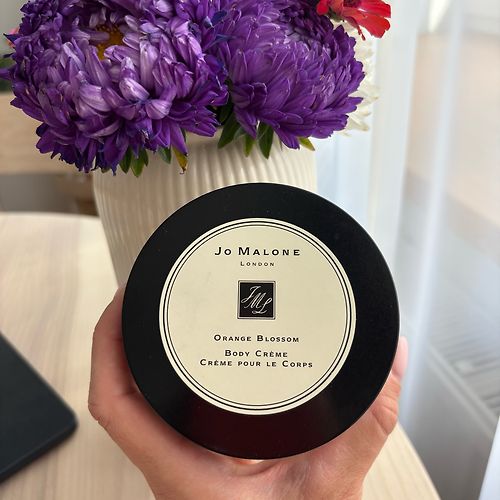 Jo Malone
London
JML
Orange Blossom
Body Crème
Crème pour le Corps